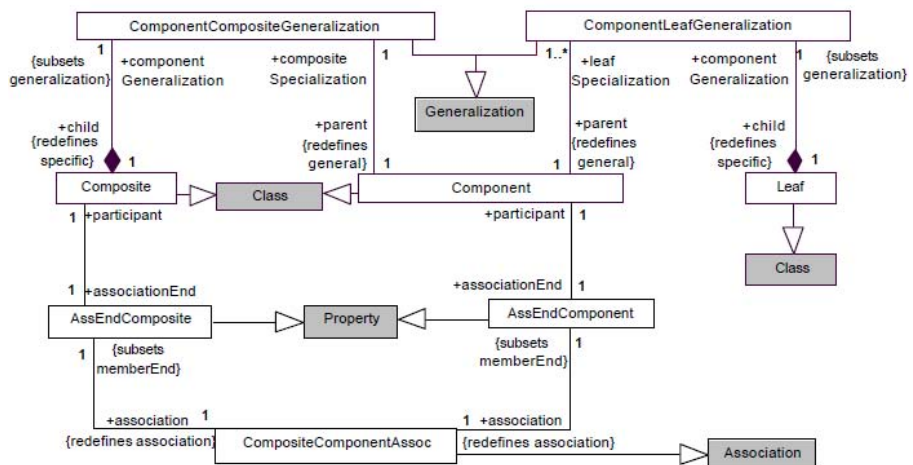 ComponentCompositeGeneralization
ComponentLeafGeneralization
1
1
1..*
1
{subsets
generalization}
+component
Generalization
+composite
Specialization
+leaf
Specialization
+component
Generalization
{subsets
generalization}
Generalization
+child
{redefines
specific}
1
+parent
{redefines
general}
1
+parent
{redefines
general}
1
+child
{redefines
specific}
1
Composite
Class
Component
Leaf
1
+participant
+participant
1
Class
1
+associationEnd
+associationEnd
1
AssEndComposite
Property
AssEndComponent
1
{subsets
memberEnd}
{subsets
memberEnd}
1
+association
1
1
+association
{redefines association}
CompositeComponentAssoc
{redefines association}
Association